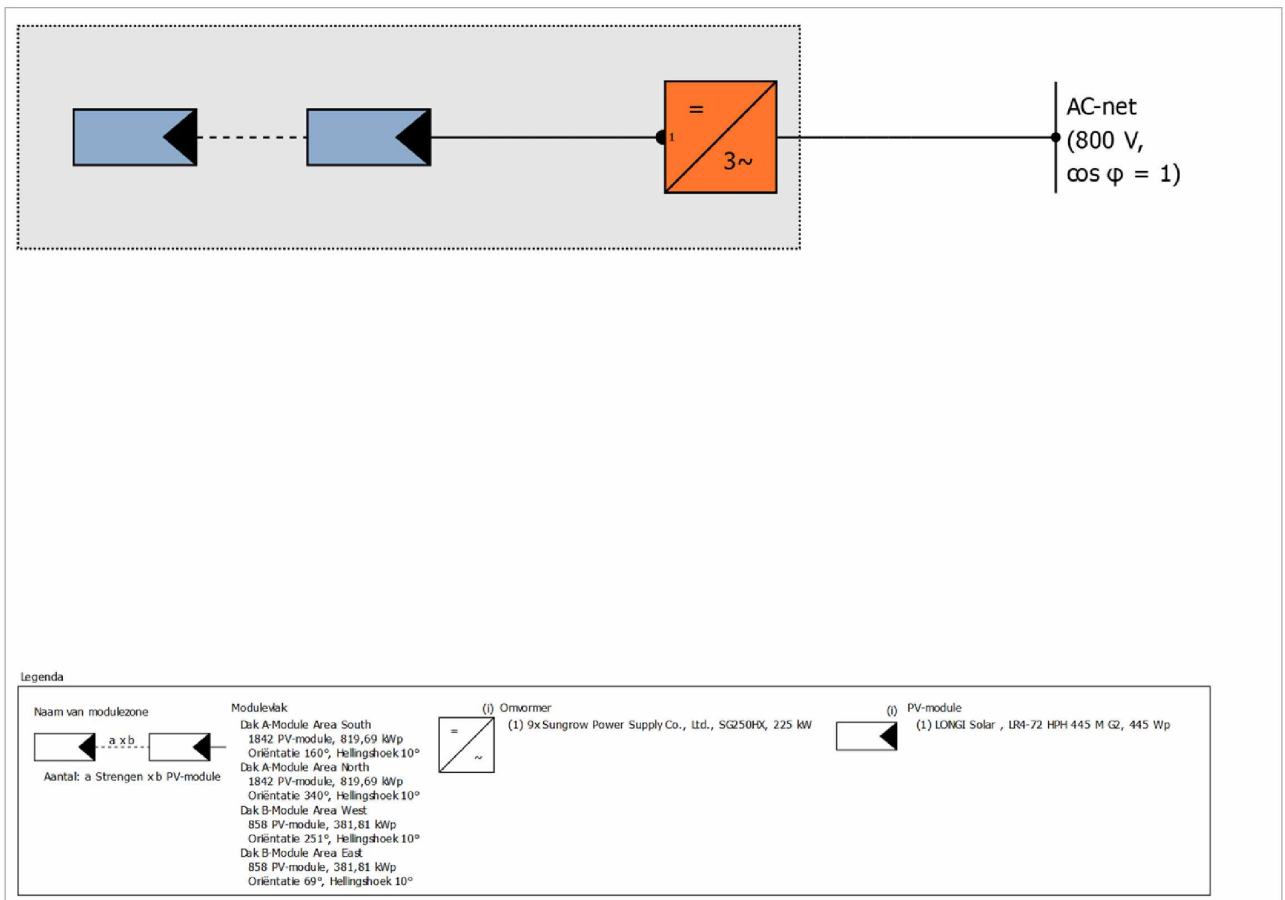 =
1
3~
AC-net
(800 V,
cos φ = 1)
Legenda
Naam van modulezone
a x b
Aantal: a Strengen x b PV-module
Modulevlak
Dak A-Module Area South
1842 PV-module, 819,69 kWp
Oriëntatie 160°, Hellingshoek 10°
Dak A-Module Area North
1842 PV-module, 819,69 kWp
Oriëntatie 340°, Hellingshoek 10°
Dak B-Module Area West
858 PV-module, 381,81 kWp
Oriëntatie 251°, Hellingshoek 10°
Dak B-Module Area East
858 PV-module, 381,81 kWp
Oriëntatie 69°, Hellingshoek 10°
=
~
(i) Omvormer
(1) 9x Sungrow Power Supply Co., Ltd., SG250HX, 225 kW
(i) PV-module
(1) LONGI Solar , LR4-72 HPH 445 M G2, 445 Wp